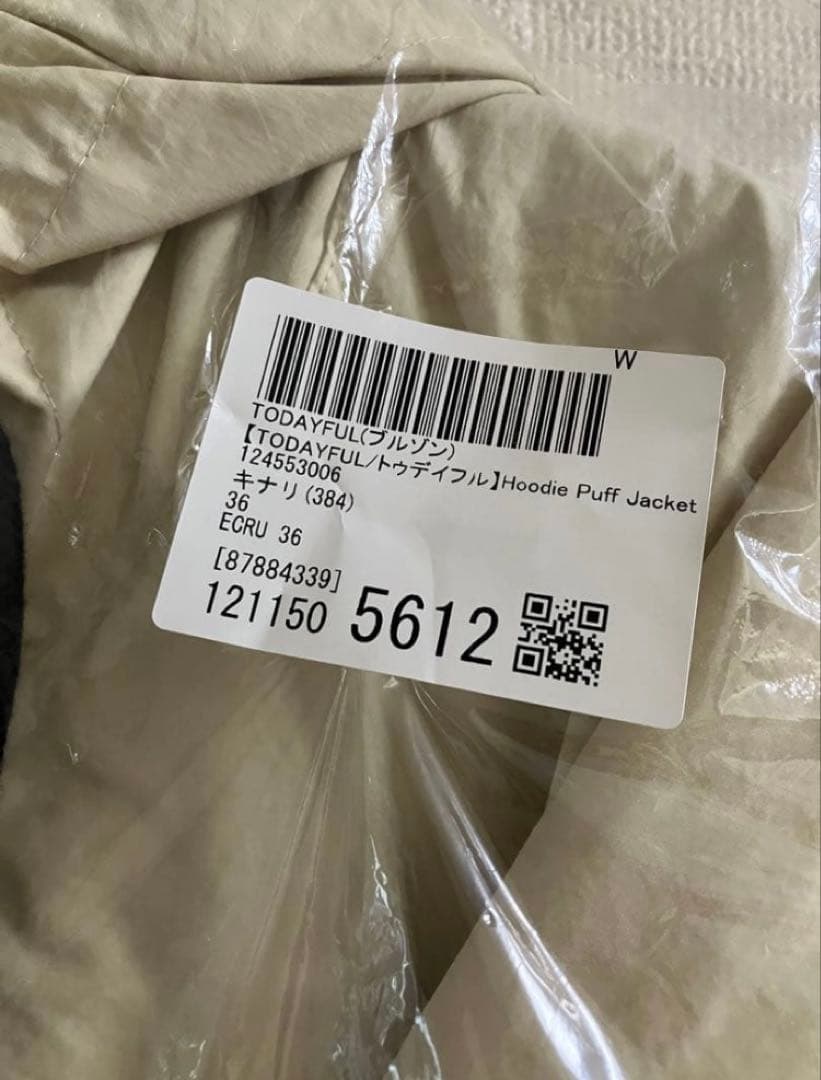 W
TODAYFUL(ブルゾン)
【TODAYFUL/トゥデイフル】Hoodie Puff Jacket
124553006
キナリ(384)
36
ECRU 36
[87884339]
121150 5612